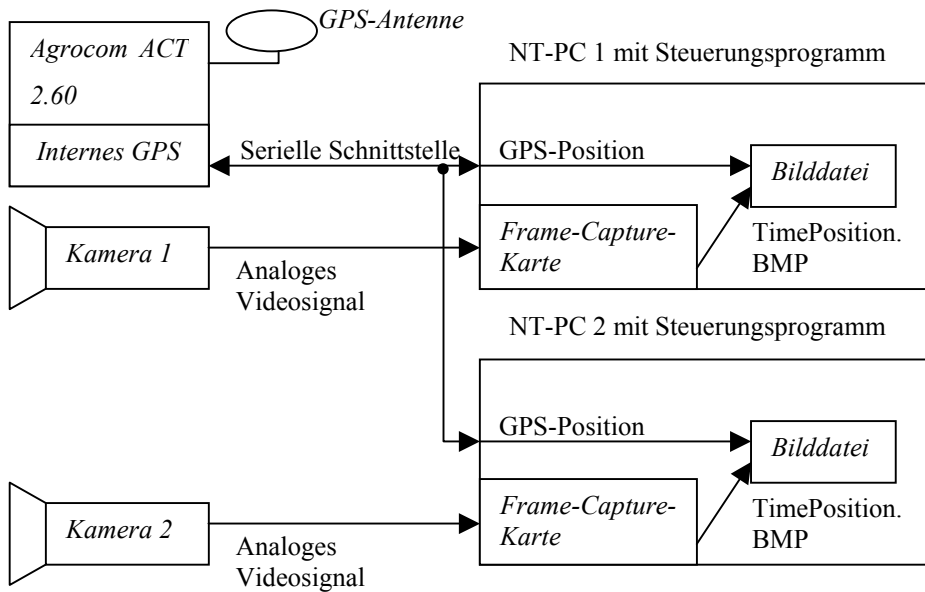 GPS-Antenne
Agrocom ACT
2.60
Internes GPS
Serielle Schnittstelle
NT-PC 1 mit Steuerungsprogramm
GPS-Position
Bilddatei
TimePosition.
BMP
Frame-Capture-
Karte
Kamera 1
Analoges
Videosignal
NT-PC 2 mit Steuerungsprogramm
GPS-Position
Bilddatei
TimePosition.
BMP
Frame-Capture-
Karte
Kamera 2
Analoges
Videosignal